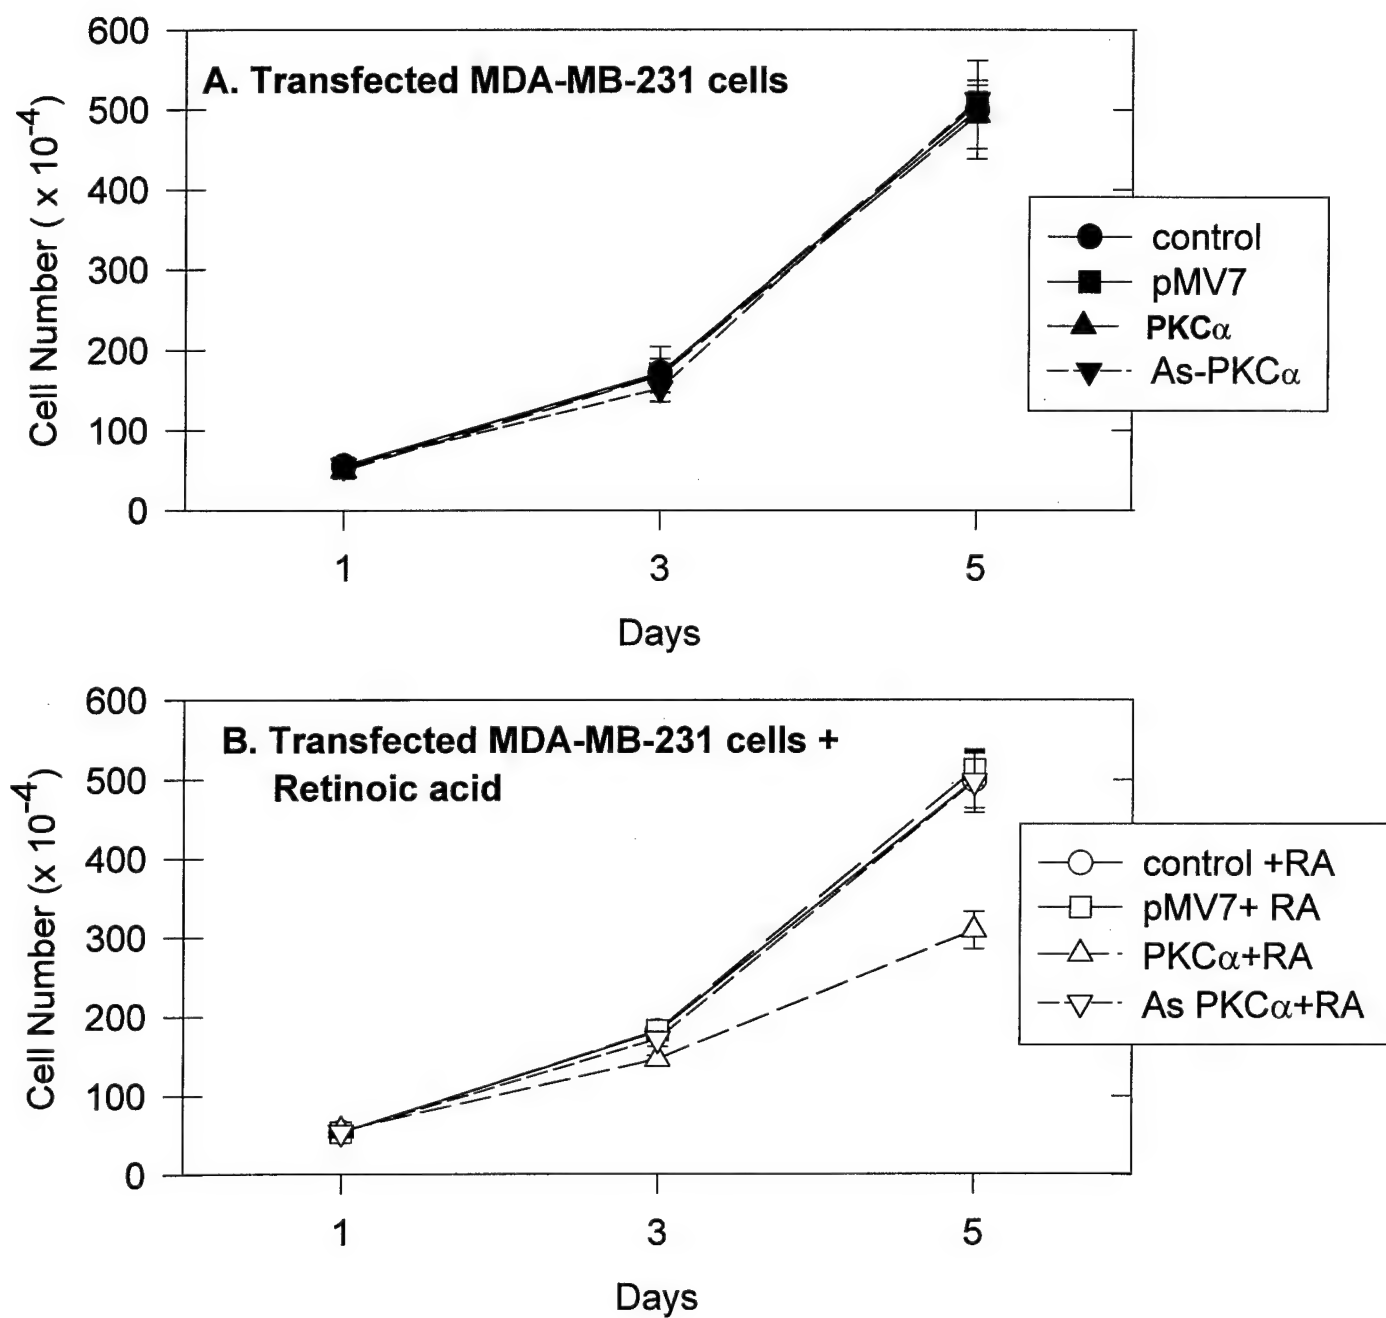 A. Transfected MDA-MB-231 cells
Cell Number ( x 10⁻⁴)
600
500
400
300
200
100
0
1 3 5
Days
control
pMV7
PKCα
As-PKCα
B. Transfected MDA-MB-231 cells +
Retinoic acid
Cell Number (x 10⁻⁴)
600
500
400
300
200
100
0
1 3 5
Days
control +RA
pMV7+ RA
PKCα+RA
As PKCα+RA